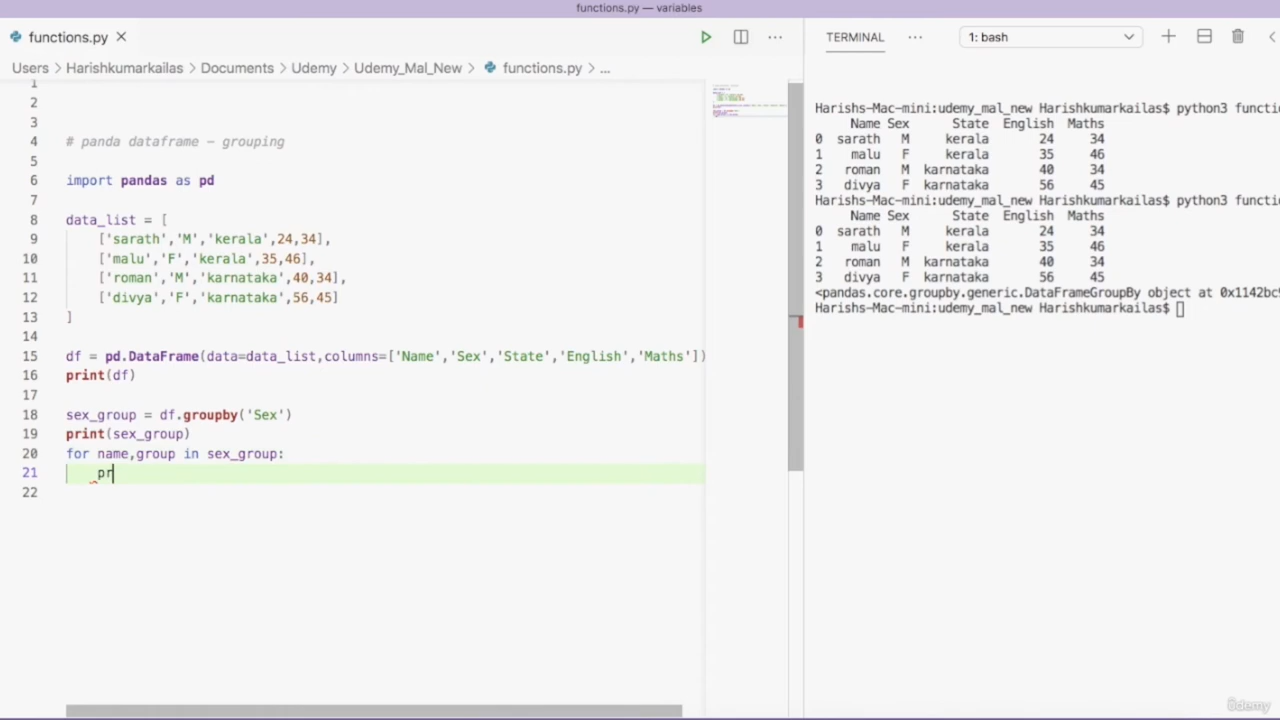 functions.py — variables
functions.py
TERMINAL
1: bash
Users > Harishkumarkailas > Documents > Udemy > Udemy_Mal_New > functions.py > ...
1
2
3
4 # panda dataframe - grouping
5
6 import pandas as pd
7
8 data_list = [
9 ['sarath','M','kerala',24,34],
10 ['malu','F','kerala',35,46],
11 ['roman','M','karnataka',40,34],
12 ['divya','F','karnataka',56,45]
13 ]
14
15 df = pd.DataFrame(data=data_list,columns=['Name','Sex','State','English','Maths'])
16 print(df)
17
18 sex_group = df.groupby('Sex')
19 print(sex_group)
20 for name,group in sex_group:
21 pr
22
Harishs-Mac-mini:udemy_mal_new Harishkumarkailas$ python3 functi
Name Sex State English Maths
0 sarath M kerala 24 34
1 malu F kerala 35 46
2 roman M karnataka 40 34
3 divya F karnataka 56 45
Harishs-Mac-mini:udemy_mal_new Harishkumarkailas$ python3 functi
Name Sex State English Maths
0 sarath M kerala 24 34
1 malu F kerala 35 46
2 roman M karnataka 40 34
3 divya F karnataka 56 45
<pandas.core.groupby.generic.DataFrameGroupBy object at 0x1142bc
Harishs-Mac-mini:udemy_mal_new Harishkumarkailas$
ûdemy